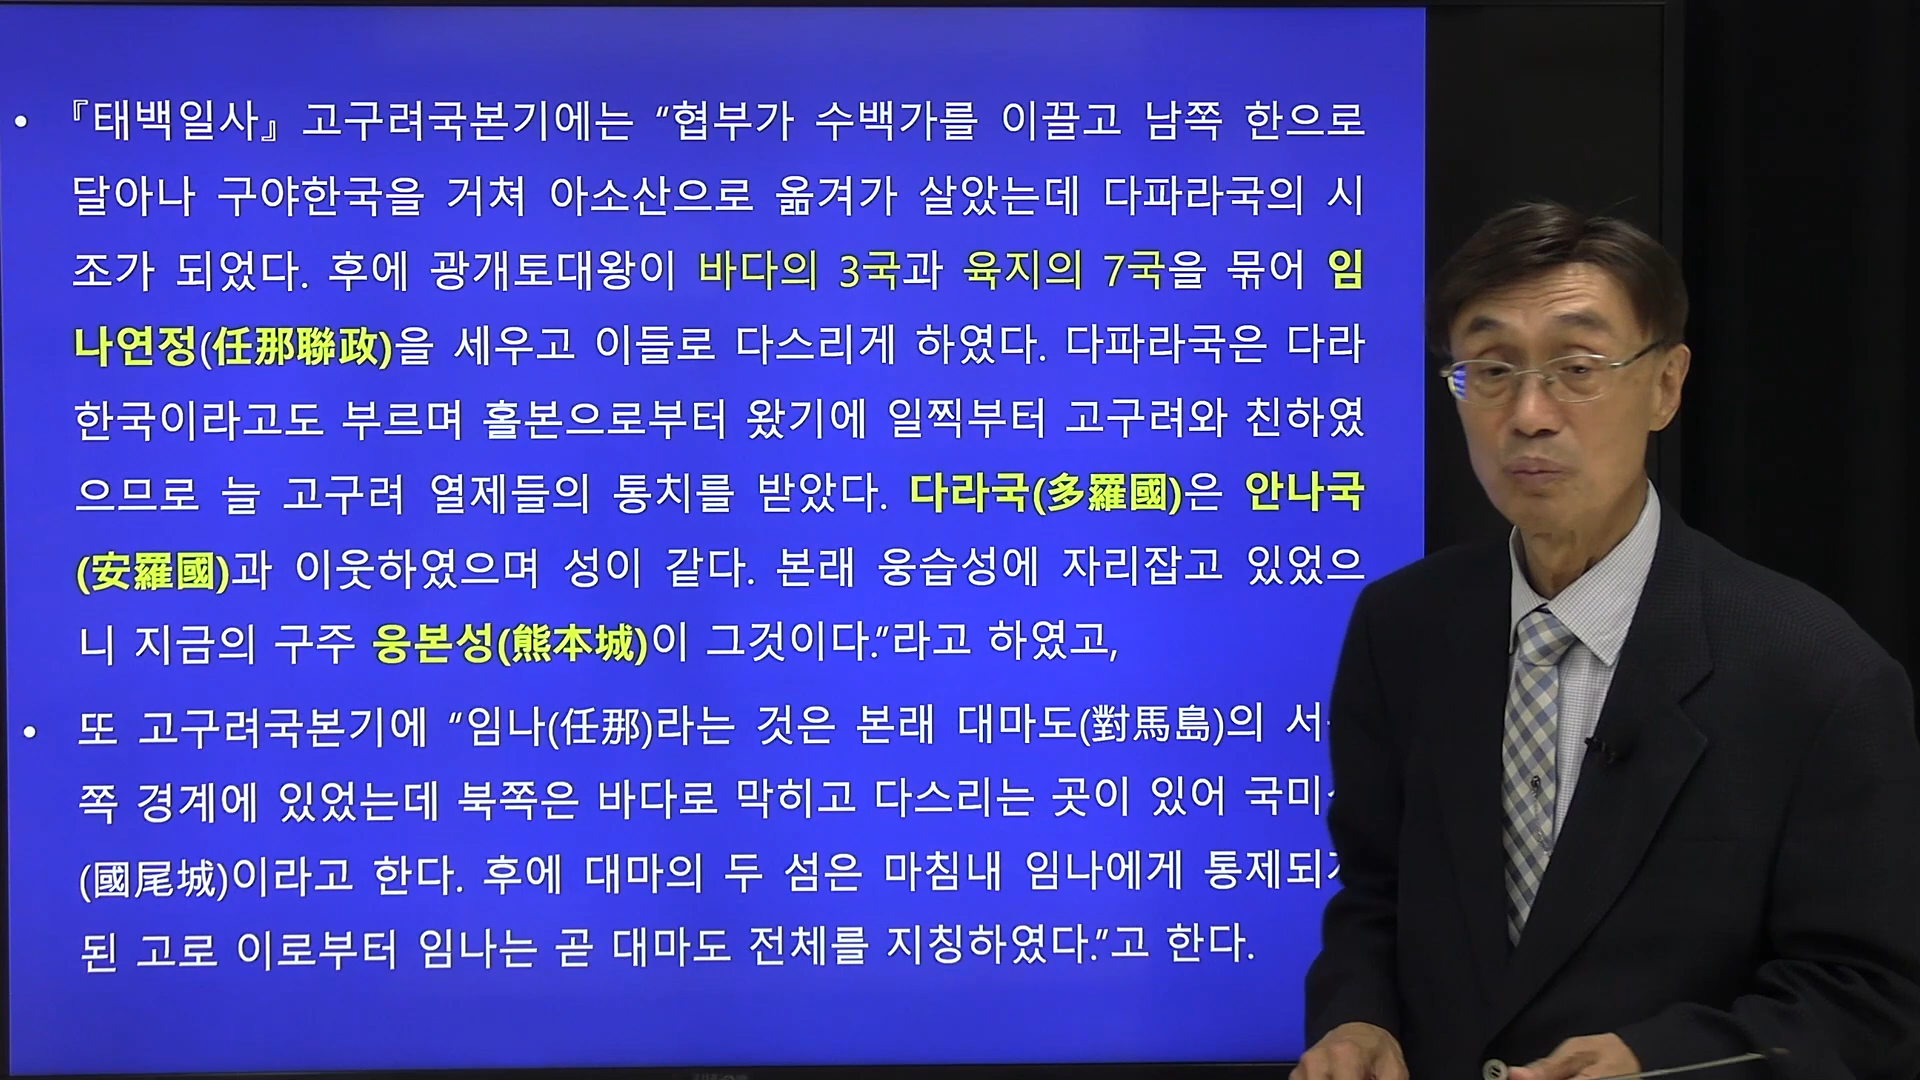 • 『태백일사』 고구려국본기에는 “협부가 수백가를 이끌고 남쪽 한으로
달아나 구야한국을 거쳐 아소산으로 옮겨가 살았는데 다파라국의 시
조가 되었다. 후에 광개토대왕이 바다의 3국과 육지의 7국을 묶어 임
나연정(任那聯政)을 세우고 이들로 다스리게 하였다. 다파라국은 다라
한국이라고도 부르며 홀본으로부터 왔기에 일찍부터 고구려와 친하였
으므로 늘 고구려 열제들의 통치를 받았다. 다라국(多羅國)은 안나국
(安羅國)과 이웃하였으며 성이 같다. 본래 웅습성에 자리잡고 있었으
니 지금의 구주 웅본성(熊本城)이 그것이다.”라고 하였고,
• 또 고구려국본기에 “임나(任那)라는 것은 본래 대마도(對馬島)의 서
쪽 경계에 있었는데 북쪽은 바다로 막히고 다스리는 곳이 있어 국미
(國尾城)이라고 한다. 후에 대마의 두 섬은 마침내 임나에게 통제되
된 고로 이로부터 임나는 곧 대마도 전체를 지칭하였다.”고 한다.